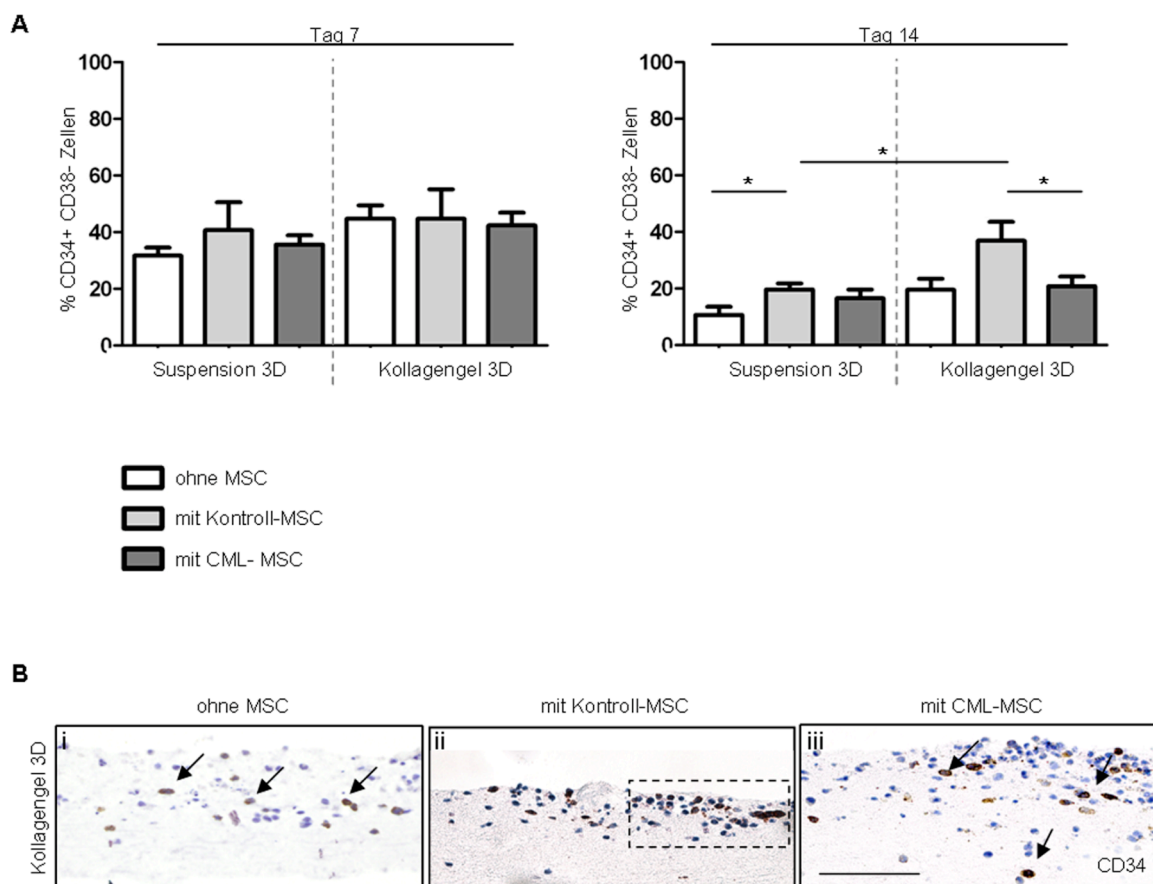 A
Tag 7
Tag 14
% CD34+ CD38- Zellen
100
80
60
40
20
0
Suspension 3D
Kollagengel 3D
% CD34+ CD38- Zellen
100
80
60
40
20
0
*
*
*
Suspension 3D
Kollagengel 3D
ohne MSC
mit Kontroll-MSC
mit CML- MSC
B
ohne MSC
mit Kontroll-MSC
mit CML-MSC
Kollagengel 3D
i
ii
iii
CD34